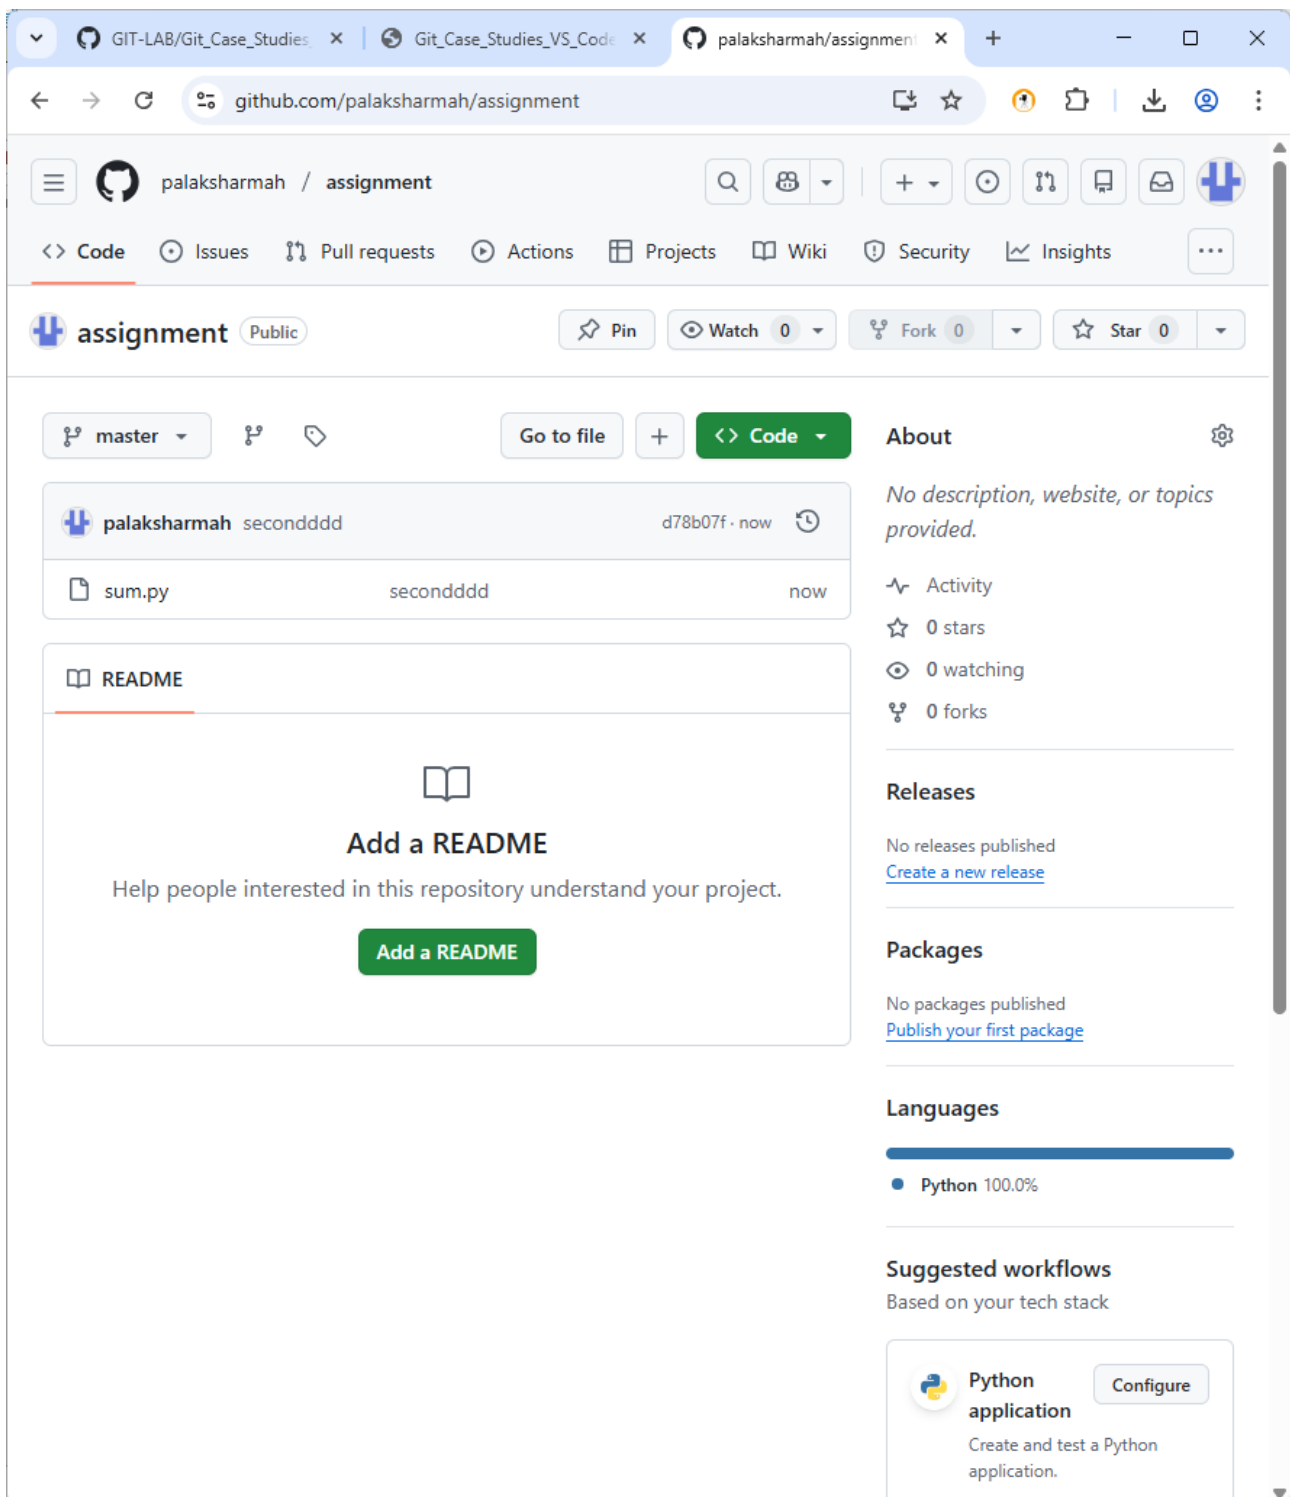 GIT-LAB/Git_Case_Studies_
Git_Case_Studies_VS_Code
palaksharmah/assignment
github.com/palaksharmah/assignment
palaksharmah / assignment
Code Issues Pull requests Actions Projects Wiki Security Insights
assignment Public Pin Watch 0 Fork 0 Star 0
master Go to file Code
palaksharmah secondddd d78b07f · now
sum.py secondddd now
README
Add a README
Help people interested in this repository understand your project.
Add a README
About
No description, website, or topics
provided.
Activity
0 stars
0 watching
0 forks
Releases
No releases published
Create a new release
Packages
No packages published
Publish your first package
Languages
Python 100.0%
Suggested workflows
Based on your tech stack
Python
application
Configure
Create and test a Python
application.